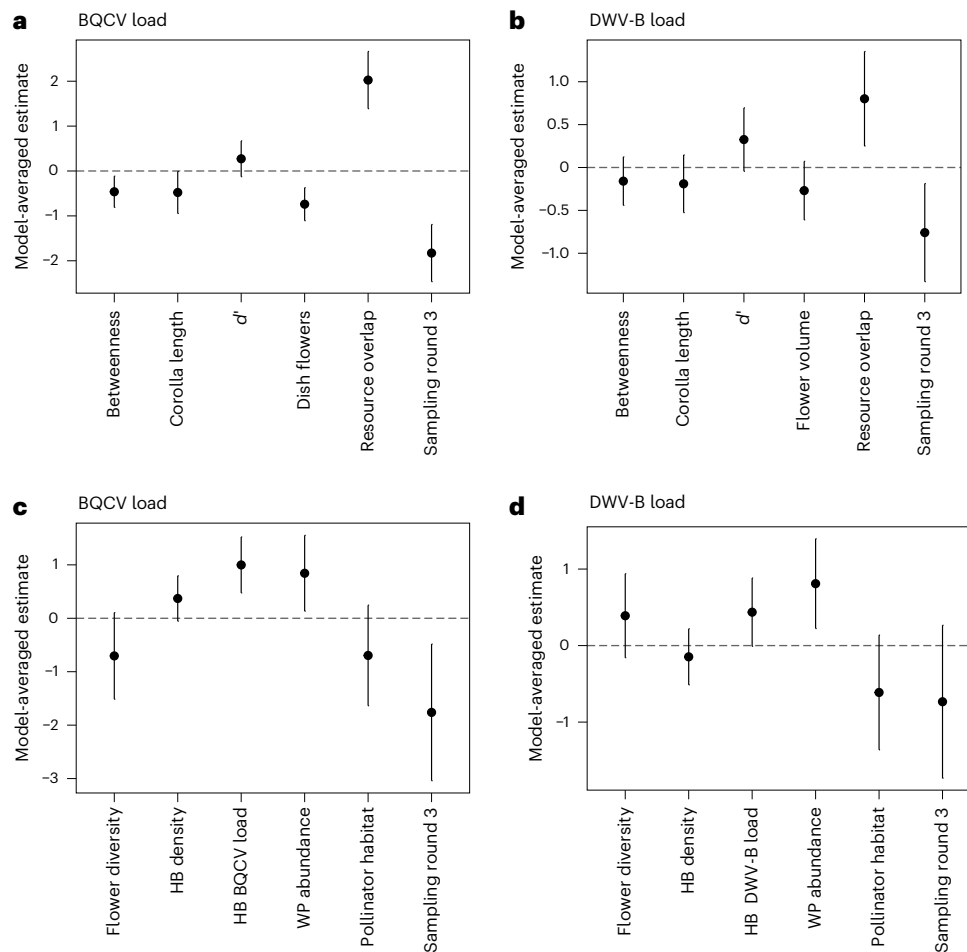 a BQCV load
Model-averaged estimate
2
1
0
−1
−2
Betweenness
Corolla length
d′
Dish flowers
Resource overlap
Sampling round 3
b DWV-B load
Model-averaged estimate
1.0
0.5
0
−0.5
−1.0
Betweenness
Corolla length
d′
Flower volume
Resource overlap
Sampling round 3
c BQCV load
Model-averaged estimate
1
0
−1
−2
−3
Flower diversity
HB density
HB BQCV load
WP abundance
Pollinator habitat
Sampling round 3
d DWV-B load
Model-averaged estimate
1
0
−1
Flower diversity
HB density
HB DWV-B load
WP abundance
Pollinator habitat
Sampling round 3